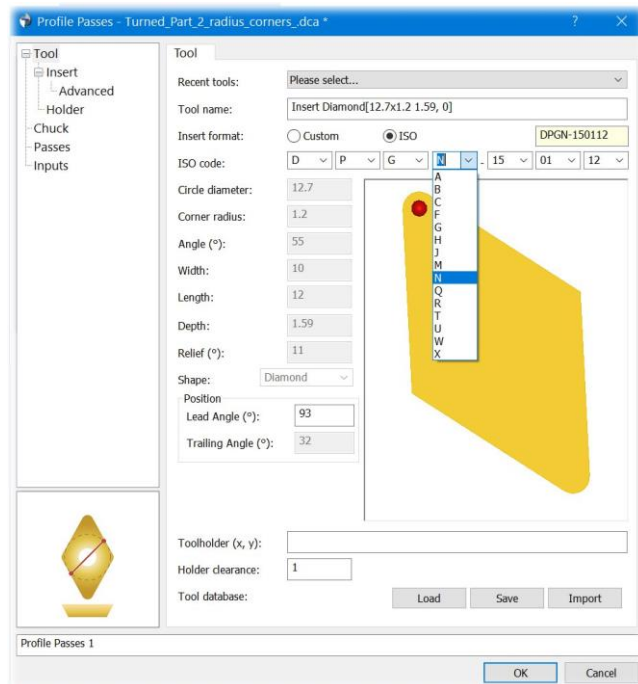 Profile Passes - Turned_Part_2_radius_corners_.dca *
Tool
Insert
Advanced
Holder
Chuck
Passes
Inputs
Tool
Recent tools: Please select...
Tool name: Insert Diamond[12.7x1.2 1.59, 0]
Insert format: Custom ISO DPGN-150112
ISO code: D P G N - 15 01 12
A
B
C
F
G
H
J
M
N
Q
R
T
U
W
X
Circle diameter: 12.7
Corner radius: 1.2
Angle (°): 55
Width: 10
Length: 12
Depth: 1.59
Relief (°): 11
Shape: Diamond
Position
Lead Angle (°): 93
Trailing Angle (°): 32
Toolholder (x, y):
Holder clearance: 1
Tool database: Load Save Import
Profile Passes 1
OK Cancel